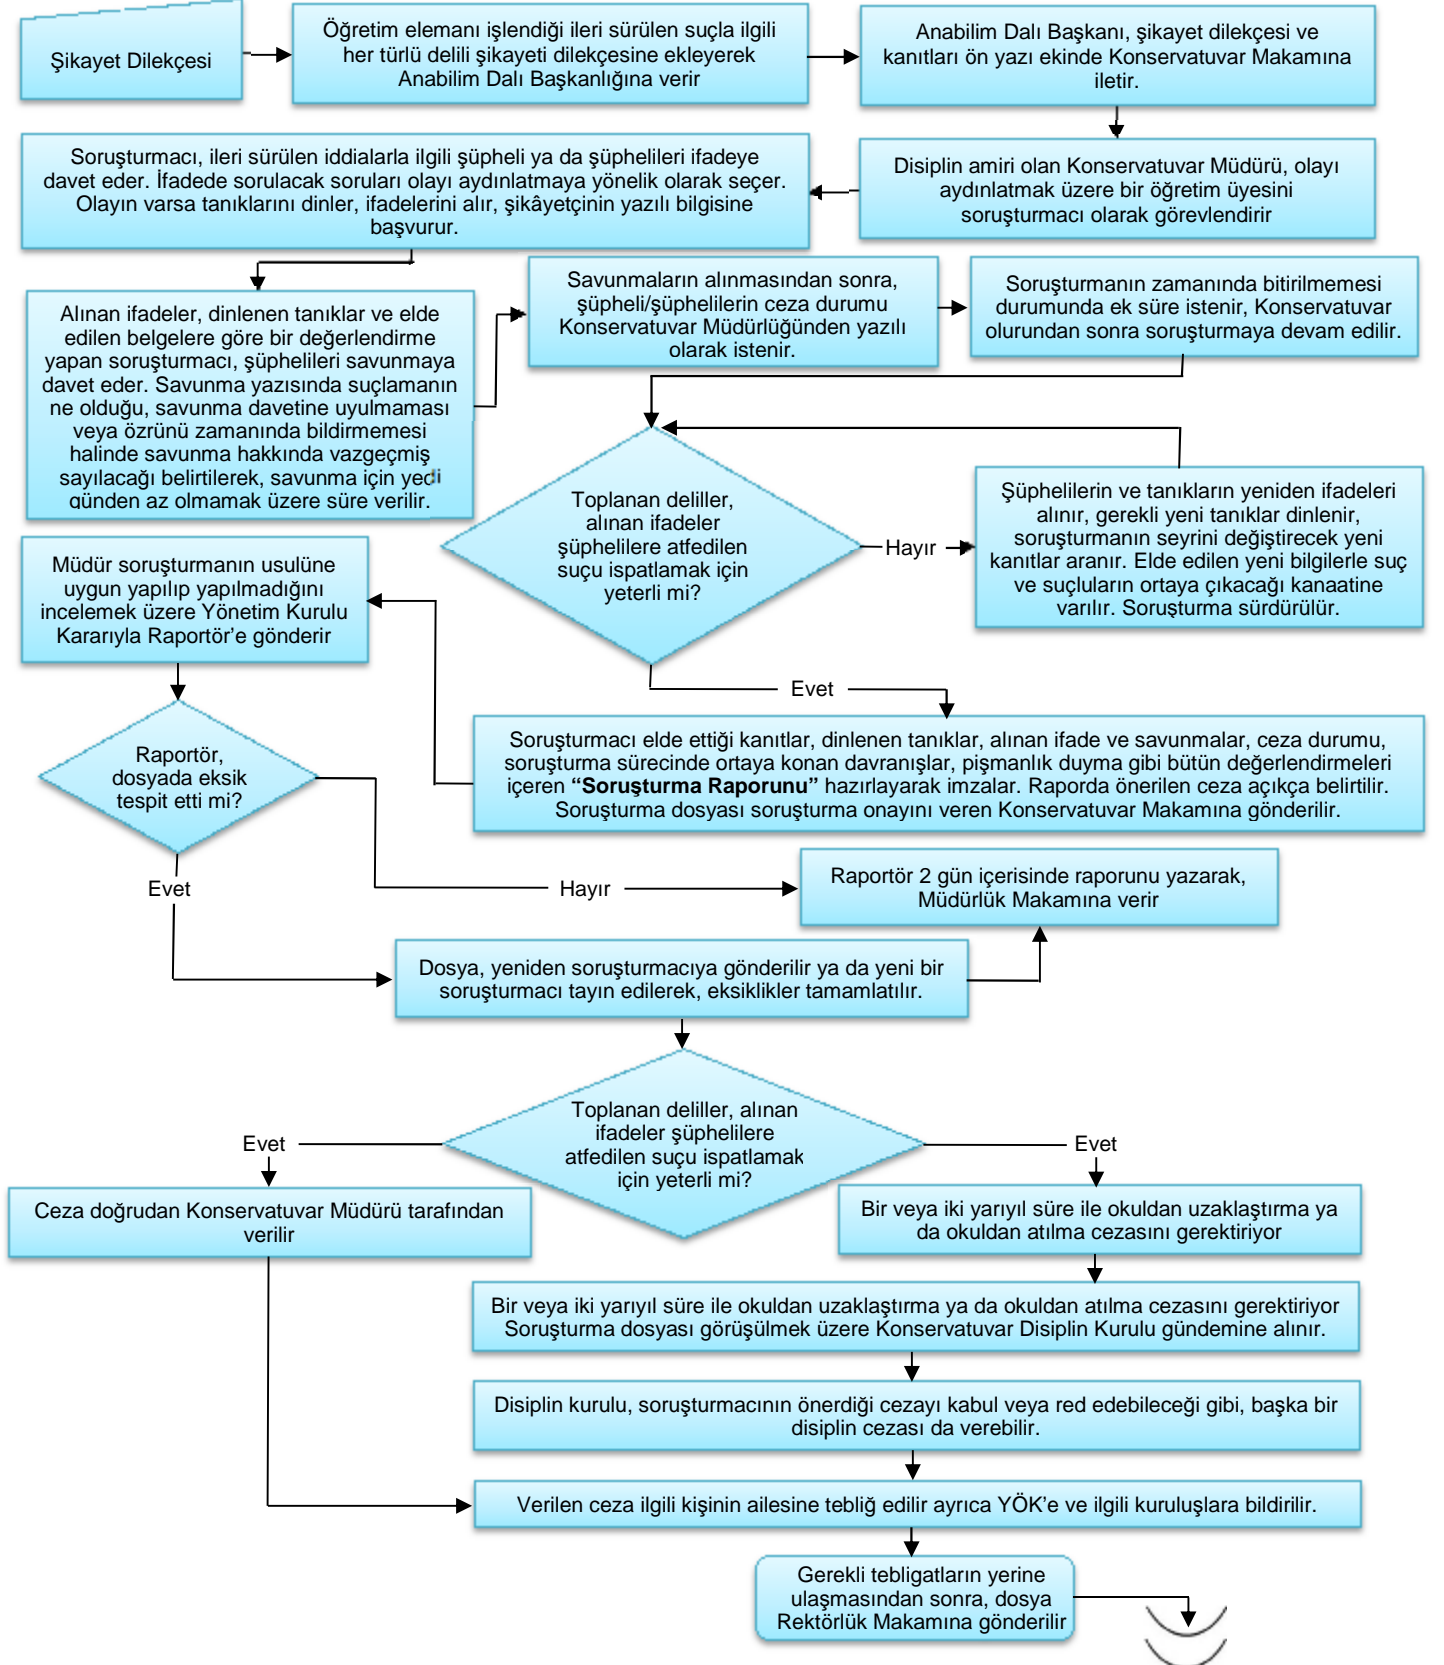 Şikayet Dilekçesi
Öğretim elemanı işlendiği ileri sürülen suçla ilgili
her türlü delili şikayeti dilekçesine ekleyerek
Anabilim Dalı Başkanlığına verir
Anabilim Dalı Başkanı, şikayet dilekçesi ve
kanıtları ön yazı ekinde Konservatuvar Makamına
iletir.
Disiplin amiri olan Konservatuvar Müdürü, olayı
aydınlatmak üzere bir öğretim üyesini
soruşturmacı olarak görevlendirir
Soruşturmacı, ileri sürülen iddialarla ilgili şüpheli ya da şüphelileri ifadeye
davet eder. İfadede sorulacak soruları olayı aydınlatmaya yönelik olarak seçer.
Olayın varsa tanıklarını dinler, ifadelerini alır, şikâyetçinin yazılı bilgisine
başvurur.
Alınan ifadeler, dinlenen tanıklar ve elde
edilen belgelere göre bir değerlendirme
yapan soruşturmacı, şüphelileri savunmaya
davet eder. Savunma yazısında suçlamanın
ne olduğu, savunma davetine uyulmaması
veya özrünü zamanında bildirmemesi
halinde savunma hakkında vazgeçmiş
sayılacağı belirtilerek, savunma için yedi
günden az olmamak üzere süre verilir.
Savunmaların alınmasından sonra,
şüpheli/şüphelilerin ceza durumu
Konservatuvar Müdürlüğünden yazılı
olarak istenir.
Soruşturmanın zamanında bitirilmemesi
durumunda ek süre istenir, Konservatuvar
olurundan sonra soruşturmaya devam edilir.
Toplanan deliller,
alınan ifadeler
şüphelilere atfedilen
suçu ispatlamak için
yeterli mi?
Hayır
Şüphelilerin ve tanıkların yeniden ifadeleri
alınır, gerekli yeni tanıklar dinlenir,
soruşturmanın seyrini değiştirecek yeni
kanıtlar aranır. Elde edilen yeni bilgilerle suç
ve suçluların ortaya çıkacağı kanaatine
varılır. Soruşturma sürdürülür.
Evet
Soruşturmacı elde ettiği kanıtlar, dinlenen tanıklar, alınan ifade ve savunmalar, ceza durumu,
soruşturma sürecinde ortaya konan davranışlar, pişmanlık duyma gibi bütün değerlendirmeleri
içeren “Soruşturma Raporunu” hazırlayarak imzalar. Raporda önerilen ceza açıkça belirtilir.
Soruşturma dosyası soruşturma onayını veren Konservatuvar Makamına gönderilir.
Müdür soruşturmanın usulüne
uygun yapılıp yapılmadığını
incelemek üzere Yönetim Kurulu
Kararıyla Raportör’e gönderir
Raportör,
dosyada eksik
tespit etti mi?
Evet
Hayır
Raportör 2 gün içerisinde raporunu yazarak,
Müdürlük Makamına verir
Dosya, yeniden soruşturmacıya gönderilir ya da yeni bir
soruşturmacı tayin edilerek, eksiklikler tamamlatılır.
Toplanan deliller, alınan
ifadeler şüphelilere
atfedilen suçu ispatlamak
için yeterli mi?
Evet
Evet
Ceza doğrudan Konservatuvar Müdürü tarafından
verilir
Bir veya iki yarıyıl süre ile okuldan uzaklaştırma ya
da okuldan atılma cezasını gerektiriyor
Bir veya iki yarıyıl süre ile okuldan uzaklaştırma ya da okuldan atılma cezasını gerektiriyor
Soruşturma dosyası görüşülmek üzere Konservatuvar Disiplin Kurulu gündemine alınır.
Disiplin kurulu, soruşturmacının önerdiği cezayı kabul veya red edebileceği gibi, başka bir
disiplin cezası da verebilir.
Verilen ceza ilgili kişinin ailesine tebliğ edilir ayrıca YÖK’e ve ilgili kuruluşlara bildirilir.
Gerekli tebligatların yerine
ulaşmasından sonra, dosya
Rektörlük Makamına gönderilir